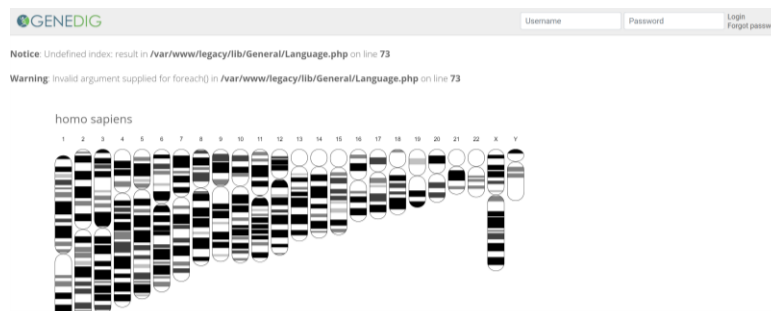 GENEDIG
Username
Password
Login
Forgot passw
Notice: Undefined index: result in /var/www/legacy/lib/General/Language.php on line 73
Warning: Invalid argument supplied for foreach() in /var/www/legacy/lib/General/Language.php on line 73
homo sapiens
1 2 3 4 5 6 7 8 9 10 11 12 13 14 15 16 17 18 19 20 21 22 X Y